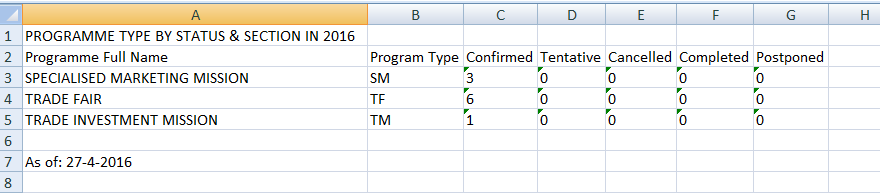 A B C D E F G H
1 PROGRAMME TYPE BY STATUS & SECTION IN 2016
2 Programme Full Name Program Type Confirmed Tentative Cancelled Completed Postponed
3 SPECIALISED MARKETING MISSION SM 3 0 0 0 0
4 TRADE FAIR TF 6 0 0 0 0
5 TRADE INVESTMENT MISSION TM 1 0 0 0 0
6
7 As of: 27-4-2016
8